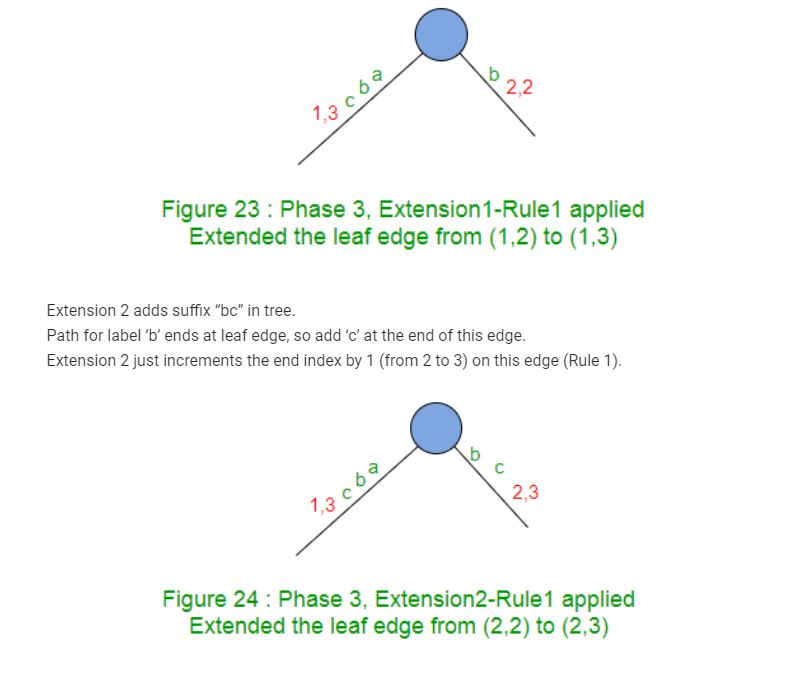 a
b
c
1,3
b
2,2
Figure 23 : Phase 3, Extension1-Rule1 applied
Extended the leaf edge from (1,2) to (1,3)
Extension 2 adds suffix “bc” in tree.
Path for label ‘b’ ends at leaf edge, so add ‘c’ at the end of this edge.
Extension 2 just increments the end index by 1 (from 2 to 3) on this edge (Rule 1).
a
b
c
1,3
b
c
2,3
Figure 24 : Phase 3, Extension2-Rule1 applied
Extended the leaf edge from (2,2) to (2,3)